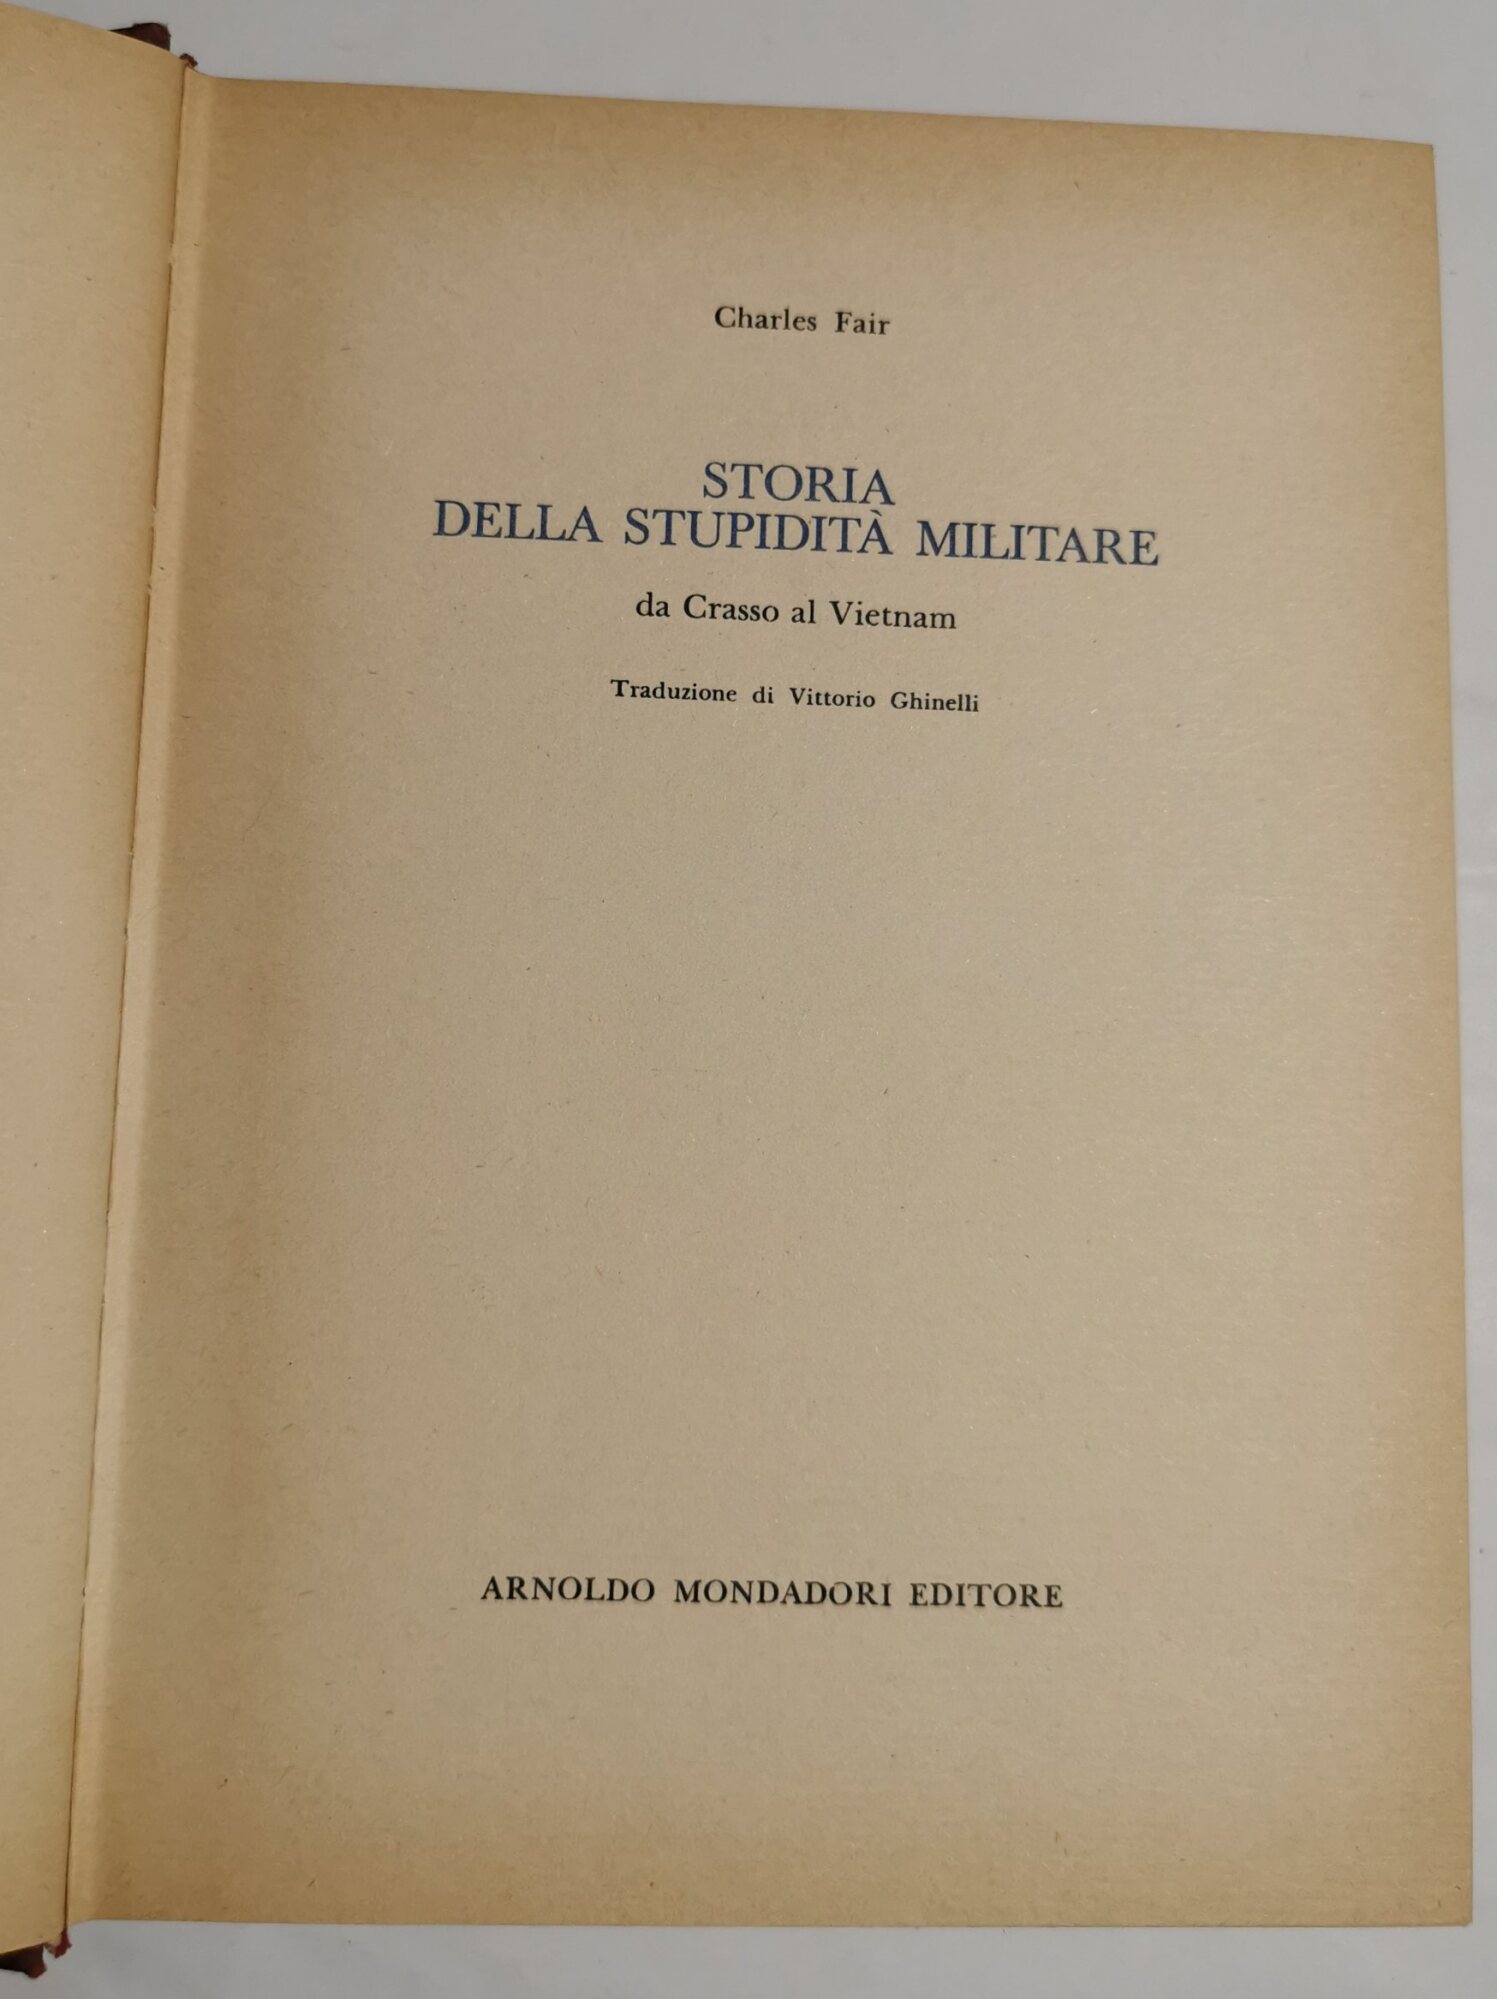 Charles Fair
STORIA
DELLA STUPIDITÀ MILITARE
da Crasso al Vietnam
Traduzione di Vittorio Ghinelli
ARNOLDO MONDADORI EDITORE